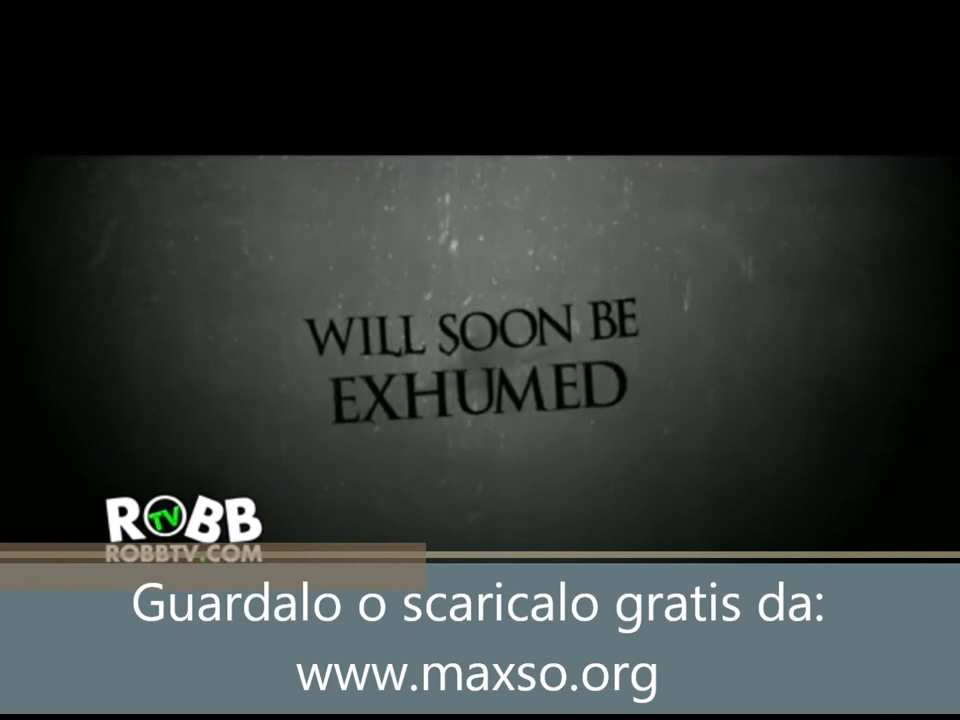 WILL SOON BE
EXHUMED
ROBB
TV
ROBBTV.COM
Guardalo o scaricalo gratis da:
www.maxso.org